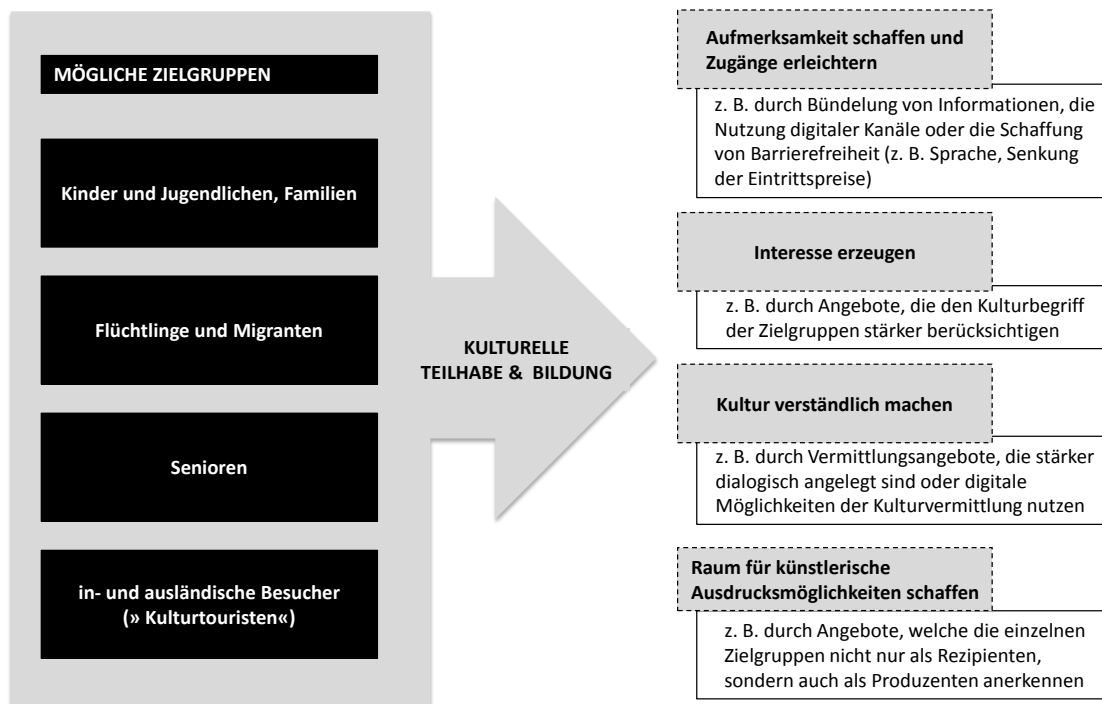 MÖGLICHE ZIELGRUPPEN
Kinder und Jugendlichen, Familien
Flüchtlinge und Migranten
Senioren
in- und ausländische Besucher
(» Kulturtouristen«)
KULTURELLE
TEILHABE & BILDUNG
Aufmerksamkeit schaffen und
Zugänge erleichtern
z. B. durch Bündelung von Informationen, die
Nutzung digitaler Kanäle oder die Schaffung
von Barrierefreiheit (z. B. Sprache, Senkung
der Eintrittspreise)
Interesse erzeugen
z. B. durch Angebote, die den Kulturbegriff
der Zielgruppen stärker berücksichtigen
Kultur verständlich machen
z. B. durch Vermittlungsangebote, die stärker
dialogisch angelegt sind oder digitale
Möglichkeiten der Kulturvermittlung nutzen
Raum für künstlerische
Ausdrucksmöglichkeiten schaffen
z. B. durch Angebote, welche die einzelnen
Zielgruppen nicht nur als Rezipienten,
sondern auch als Produzenten anerkennen